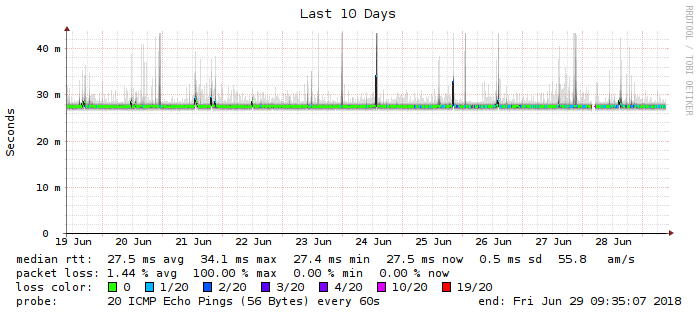 Last 10 Days
RRDTOOL / TOBI OETIKER
Seconds
40 m
30 m
20 m
10 m
0
19 Jun 20 Jun 21 Jun 22 Jun 23 Jun 24 Jun 25 Jun 26 Jun 27 Jun 28 Jun
median rtt: 27.5 ms avg 34.1 ms max 27.4 ms min 27.5 ms now 0.5 ms sd 55.8 am/s
packet loss: 1.44 % avg 100.00 % max 0.00 % min 0.00 % now
loss color: 0 1/20 2/20 3/20 4/20 10/20 19/20
probe: 20 ICMP Echo Pings (56 Bytes) every 60s end: Fri Jun 29 09:35:07 2018